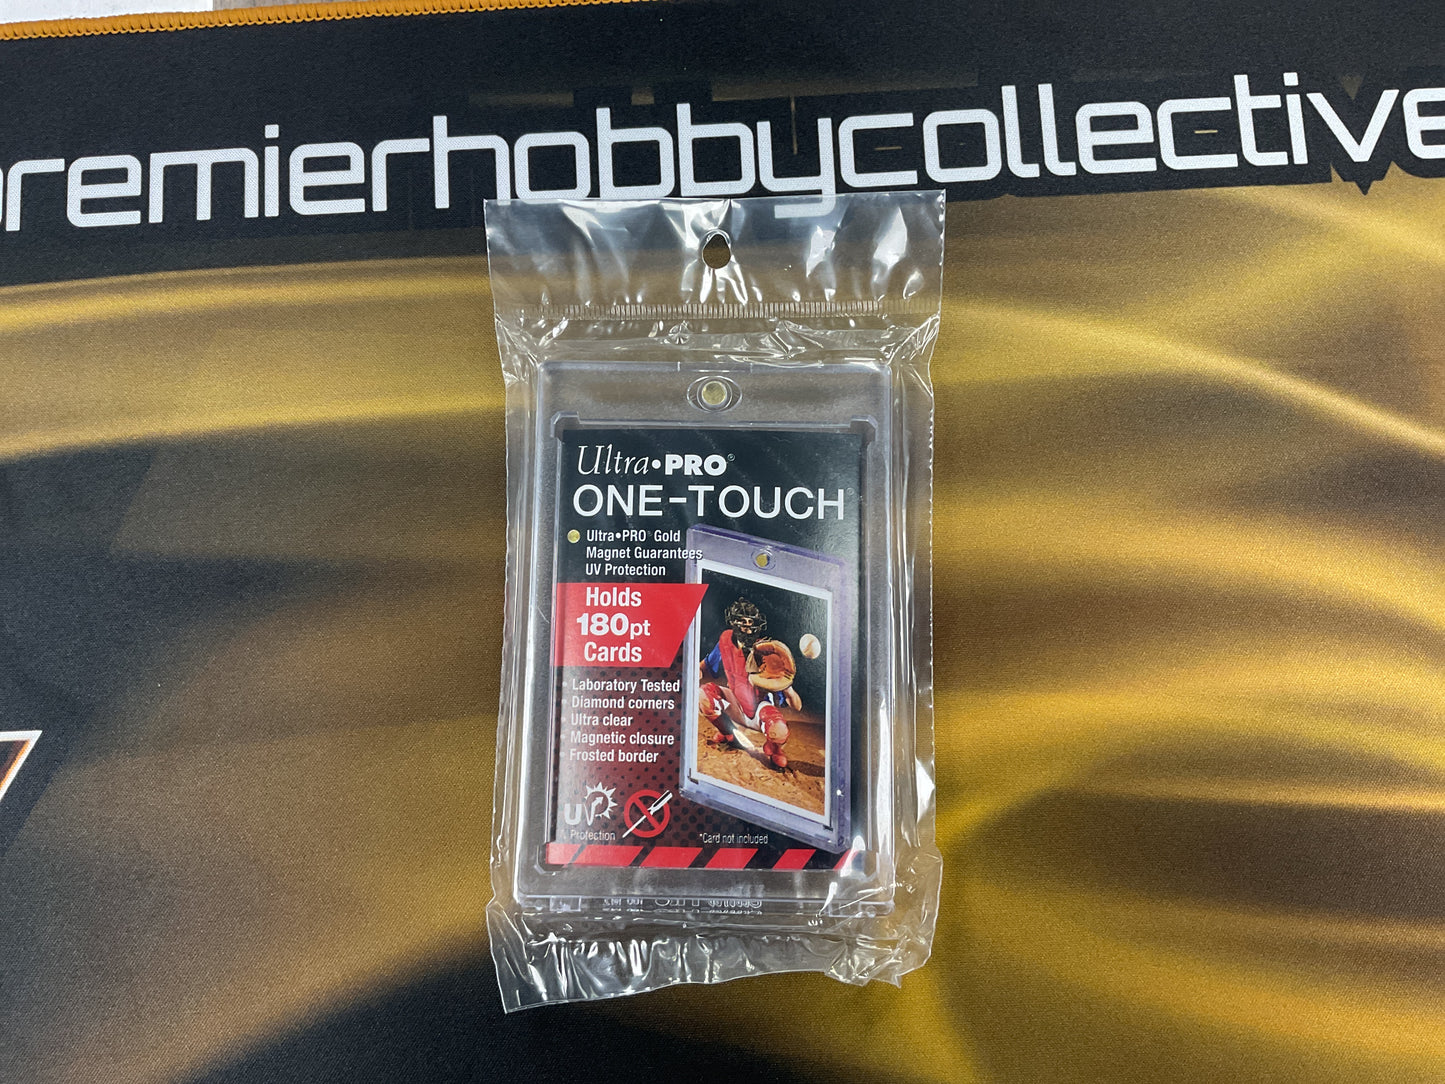 premierhobbycollective
Ultra•PRO®
ONE-TOUCH®
Ultra•PRO® Gold
Magnet Guarantees
UV Protection
Holds
180pt
Cards
• Laboratory Tested
• Diamond corners
• Ultra clear
• Magnetic closure
• Frosted border
UV
Protection
*Card not included